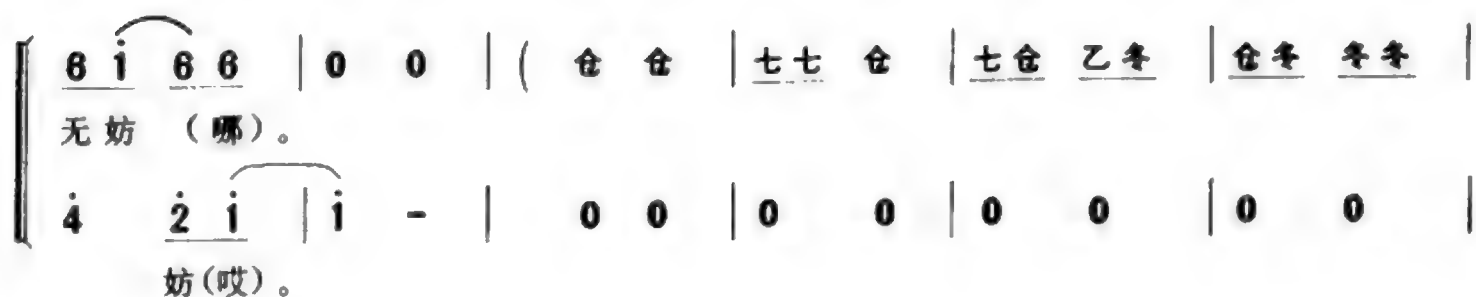 6 i̇ 6 6 | 0 0 | ( 仓 仓 | 七七 仓 | 七仓 乙冬 | 仓冬 冬冬 |
无妨 （哪）。
4̇ 2̇ i̇ | i̇ - | 0 0 | 0 0 | 0 0 | 0 0 |
妨(哎)。